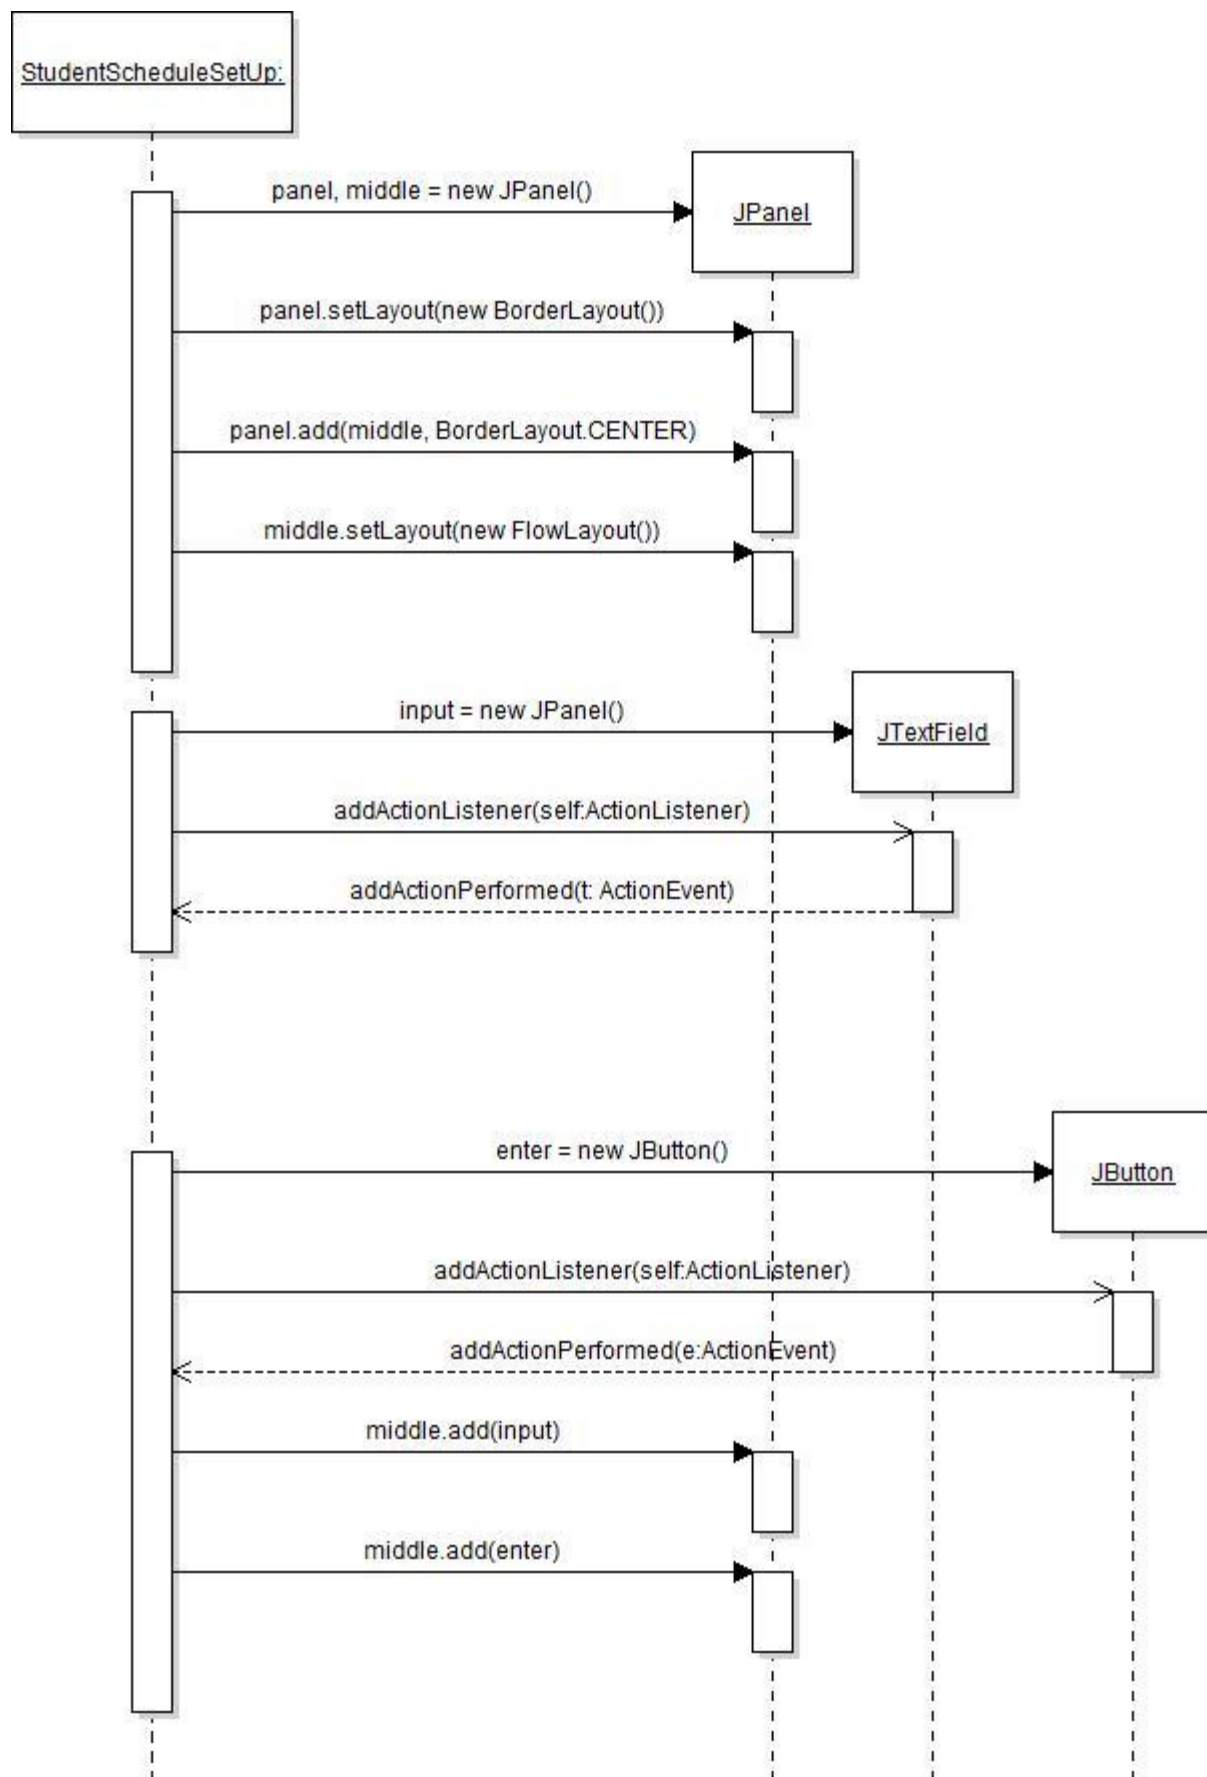 StudentScheduleSetUp:
panel, middle = new JPanel()
JPanel
panel.setLayout(new BorderLayout())
panel.add(middle, BorderLayout.CENTER)
middle.setLayout(new FlowLayout())
input = new JPanel()
JTextField
addActionListener(self:ActionListener)
addActionPerformed(t: ActionEvent)
enter = new JButton()
JButton
addActionListener(self:ActionListener)
addActionPerformed(e:ActionEvent)
middle.add(input)
middle.add(enter)